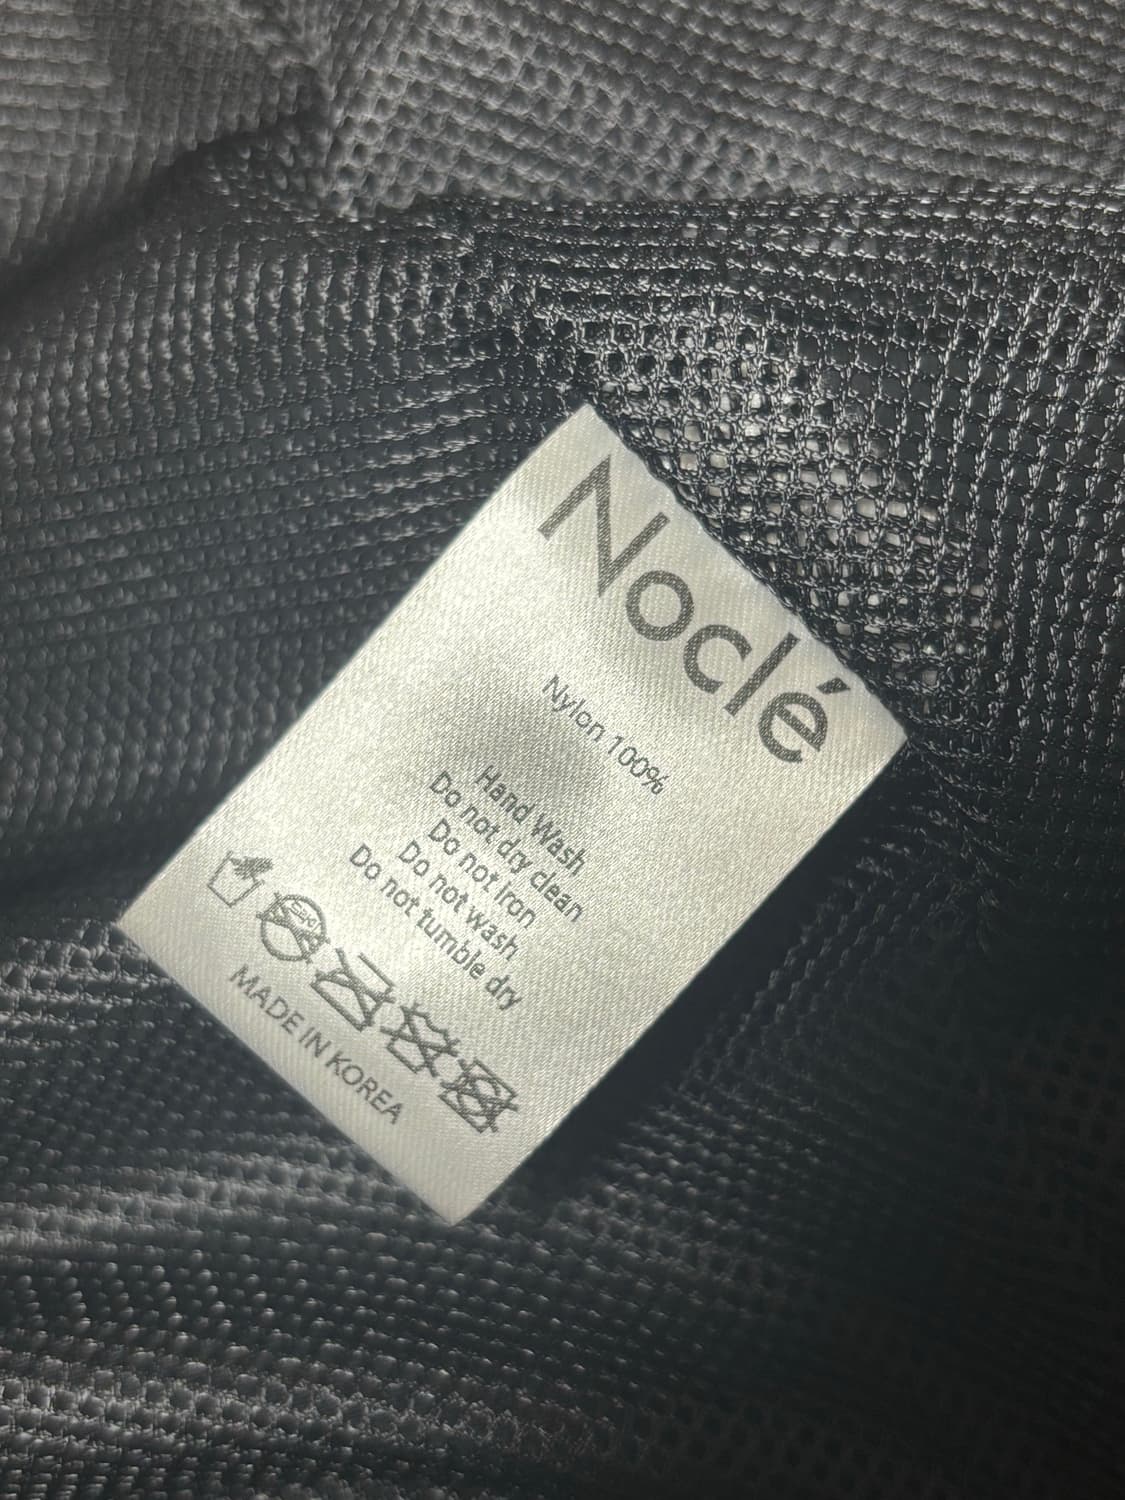 Noclé
Nylon 100%
Hand Wash
Do not dry clean
Do not Iron
Do not wash
Do not tumble dry
MADE IN KOREA